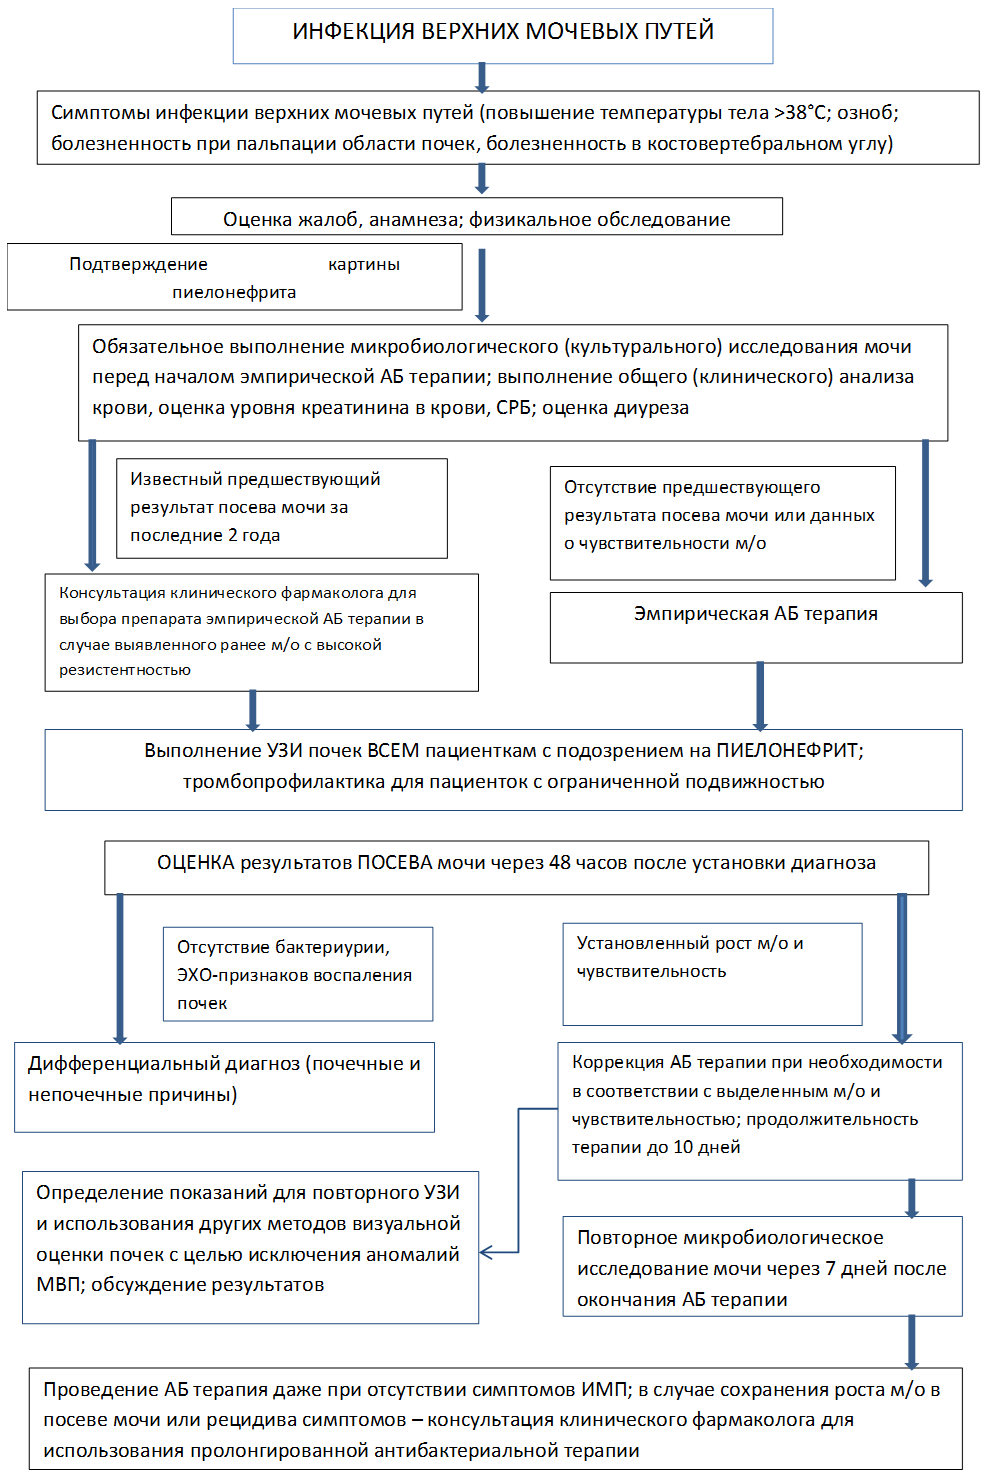 ИНФЕКЦИЯ ВЕРХНИХ МОЧЕВЫХ ПУТЕЙ
Симптомы инфекции верхних мочевых путей (повышение температуры тела >38°С; озноб;
болезненность при пальпации области почек, болезненность в костовертебральном углу)
Оценка жалоб, анамнеза; физикальное обследование
Подтверждение картины
пиелонефрита
Обязательное выполнение микробиологического (культурального) исследования мочи
перед началом эмпирической АБ терапии; выполнение общего (клинического) анализа
крови, оценка уровня креатинина в крови, СРБ; оценка диуреза
Известный предшествующий
результат посева мочи за
последние 2 года
Отсутствие предшествующего
результата посева мочи или данных
о чувствительности м/о
Консультация клинического фармаколога для
выбора препарата эмпирической АБ терапии в
случае выявленного ранее м/о с высокой
резистентностью
Эмпирическая АБ терапия
Выполнение УЗИ почек ВСЕМ пациенткам с подозрением на ПИЕЛОНЕФРИТ;
тромбопрофилактика для пациенток с ограниченной подвижностью
ОЦЕНКА результатов ПОСЕВА мочи через 48 часов после установки диагноза
Отсутствие бактериурии,
ЭХО-признаков воспаления
почек
Установленный рост м/о и
чувствительность
Дифференциальный диагноз (почечные и
непочечные причины)
Коррекция АБ терапии при необходимости
в соответствии с выделенным м/о и
чувствительностью; продолжительность
терапии до 10 дней
Определение показаний для повторного УЗИ
и использования других методов визуальной
оценки почек с целью исключения аномалий
МВП; обсуждение результатов
Повторное микробиологическое
исследование мочи через 7 дней после
окончания АБ терапии
Проведение АБ терапия даже при отсутствии симптомов ИМП; в случае сохранения роста м/о в
посеве мочи или рецидива симптомов – консультация клинического фармаколога для
использования пролонгированной антибактериальной терапии